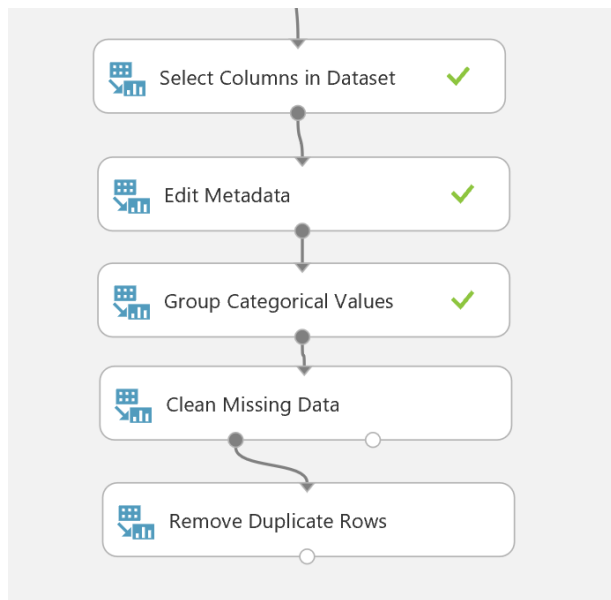 Select Columns in Dataset
Edit Metadata
Group Categorical Values
Clean Missing Data
Remove Duplicate Rows